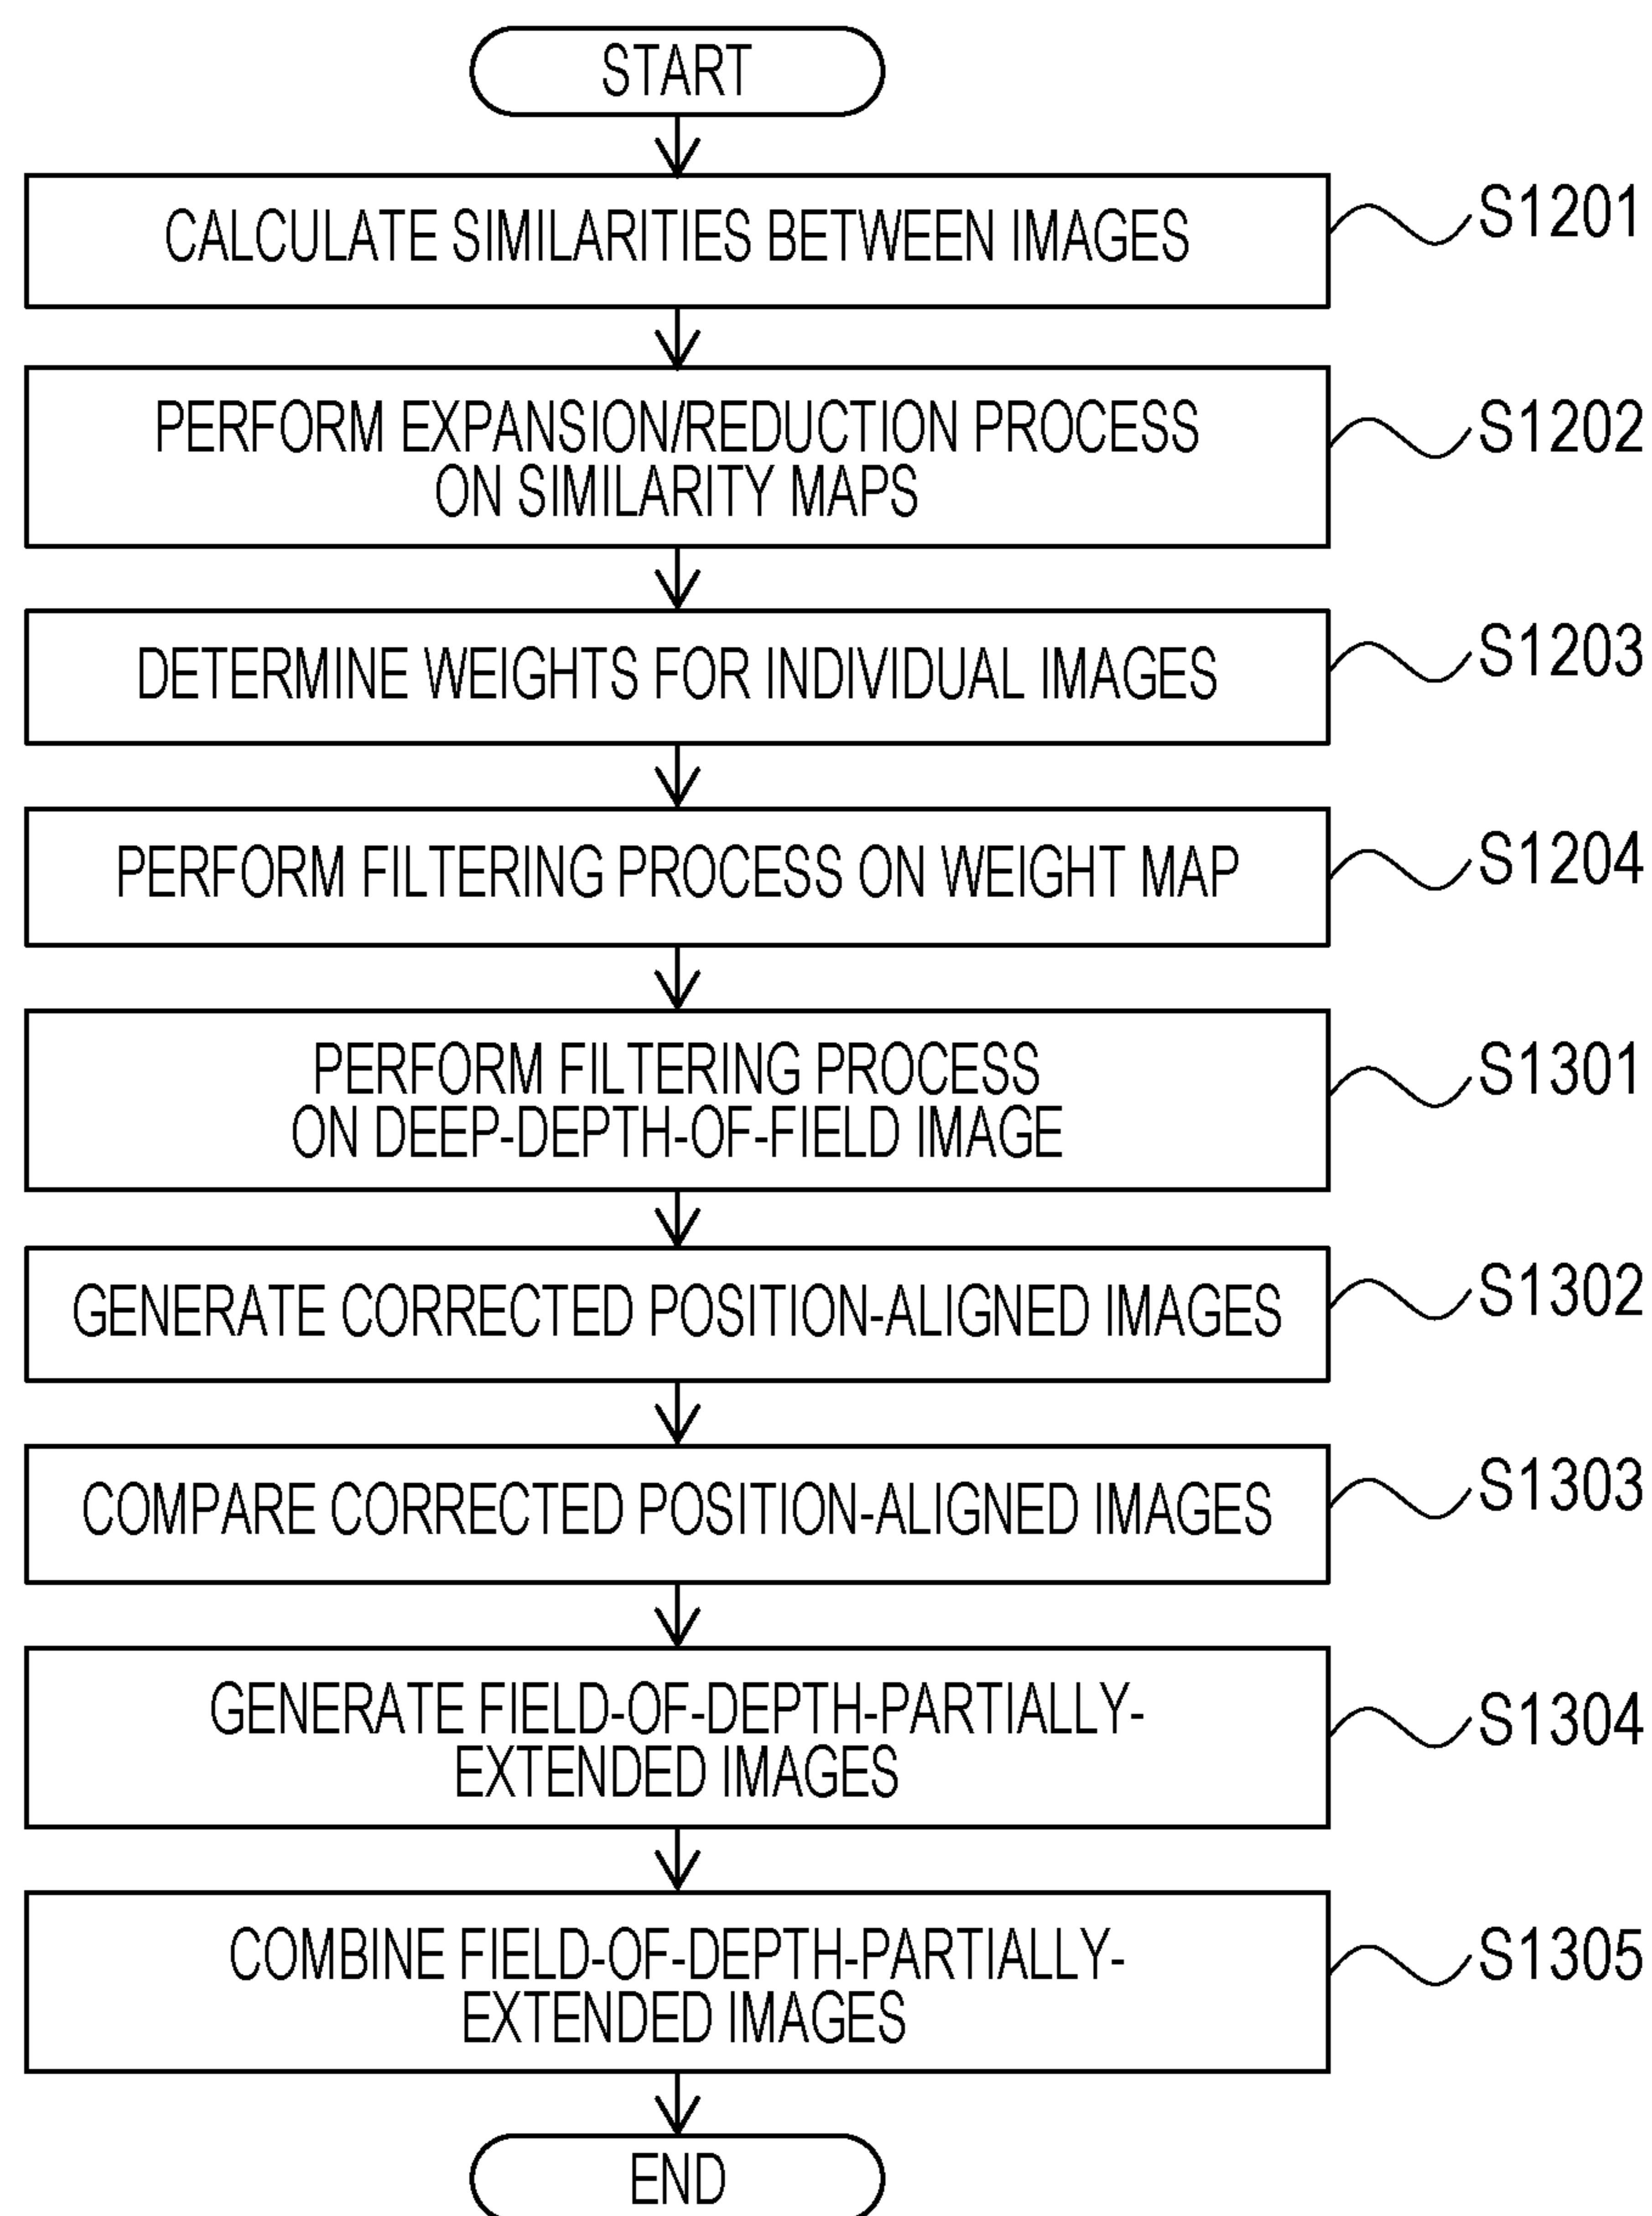 START
CALCULATE SIMILARITIES BETWEEN IMAGES
S1201
PERFORM EXPANSION/REDUCTION PROCESS
ON SIMILARITY MAPS
S1202
DETERMINE WEIGHTS FOR INDIVIDUAL IMAGES
S1203
PERFORM FILTERING PROCESS ON WEIGHT MAP
S1204
PERFORM FILTERING PROCESS
ON DEEP-DEPTH-OF-FIELD IMAGE
S1301
GENERATE CORRECTED POSITION-ALIGNED IMAGES
S1302
COMPARE CORRECTED POSITION-ALIGNED IMAGES
S1303
GENERATE FIELD-OF-DEPTH-PARTIALLY-
EXTENDED IMAGES
S1304
COMBINE FIELD-OF-DEPTH-PARTIALLY-
EXTENDED IMAGES
S1305
END